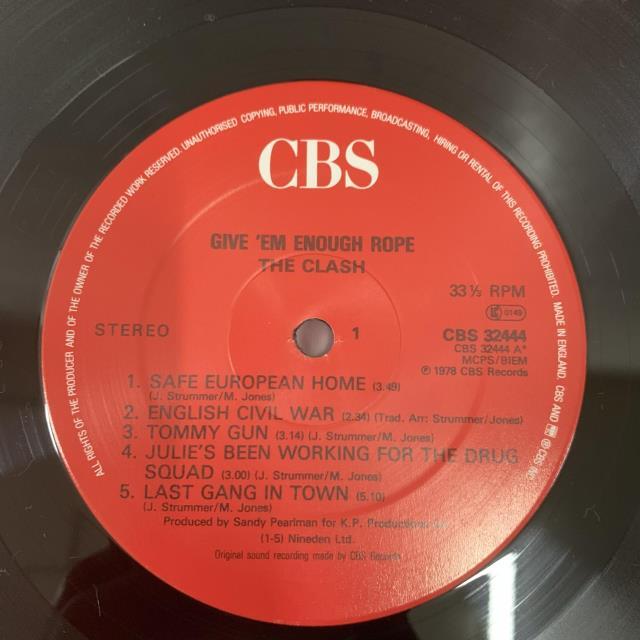 ALL RIGHTS OF THE PRODUCER AND OF THE OWNER OF THE RECORDED WORK RESERVED. UNAUTHORISED COPYING, PUBLIC PERFORMANCE, BROADCASTING, HIRING OR RENTAL OF THIS RECORDING PROHIBITED. MADE IN ENGLAND. CBS AND
CBS
GIVE 'EM ENOUGH ROPE
THE CLASH
33⅓ RPM
0149
STEREO
1
CBS 32444
CBS 32444 A*
MCPS/BIEM
℗ 1978 CBS Records
1. SAFE EUROPEAN HOME (3.49)
(J. Strummer/M. Jones)
2. ENGLISH CIVIL WAR (2.34) (Trad. Arr: Strummer/Jones)
3. TOMMY GUN (3.14) (J. Strummer/M. Jones)
4. JULIE'S BEEN WORKING FOR THE DRUG
SQUAD (3.00) (J. Strummer/M. Jones)
5. LAST GANG IN TOWN (5.10)
(J. Strummer/M. Jones)
Produced by Sandy Pearlman for K.P. Productions
(1-5) Nineden Ltd.
Original sound recording made by CBS Records